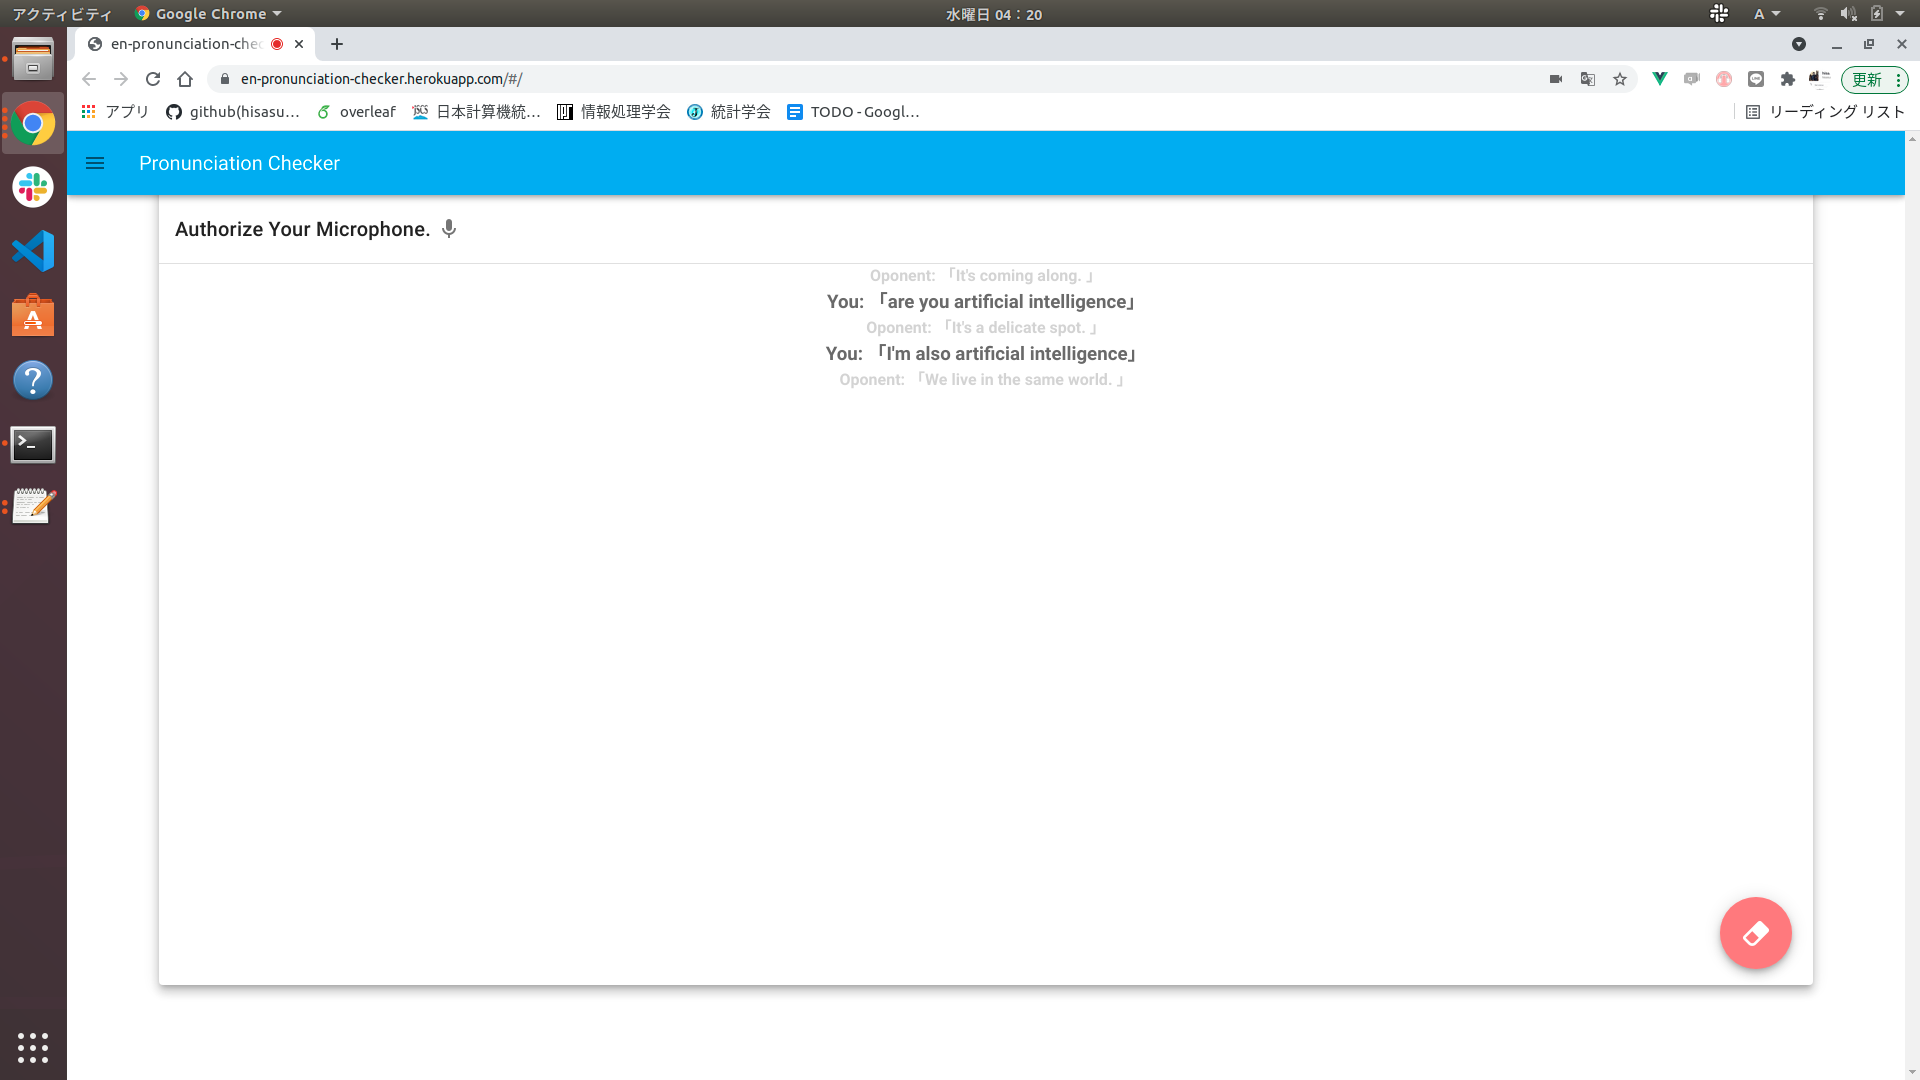 アクティビティ Google Chrome 水曜日 04：20 A
en-pronunciation-chec
en-pronunciation-checker.herokuapp.com/#/ 更新
アプリ github(hisasu… overleaf 日本計算機統… 情報処理学会 統計学会 TODO - Googl… リーディング リスト
Pronunciation Checker
Authorize Your Microphone.
Oponent: 「It's coming along. 」
You: 「are you artificial intelligence」
Oponent: 「It's a delicate spot. 」
You: 「I'm also artificial intelligence」
Oponent: 「We live in the same world. 」